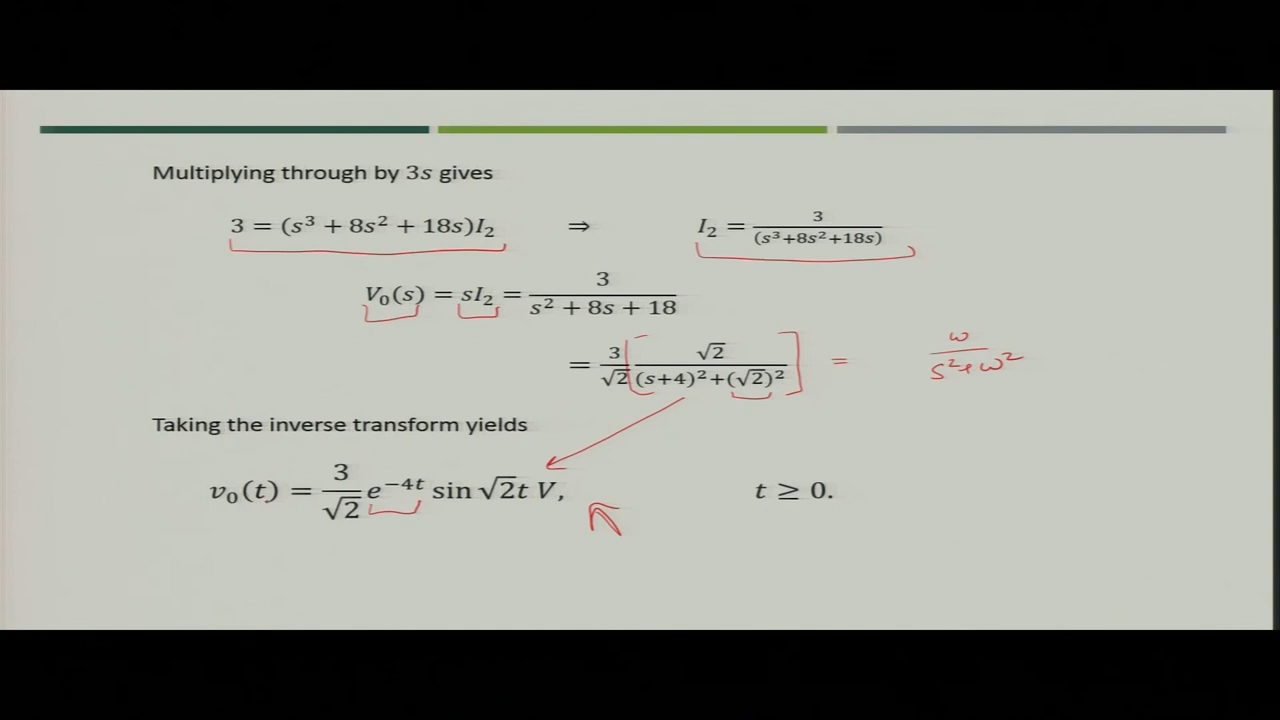 Multiplying through by 3s gives
3 = (s³ + 8s² + 18s)I₂ ⇒ I₂ = 3/(s³+8s²+18s)
V₀(s) = sI₂ = 3/(s² + 8s + 18)
= 3/√2 [√2/((s+4)²+(√2)²)] = ω/(s²+ω²)
Taking the inverse transform yields
v₀(t) = 3/√2 e⁻⁴ᵗ sin √2t V, t ≥ 0.